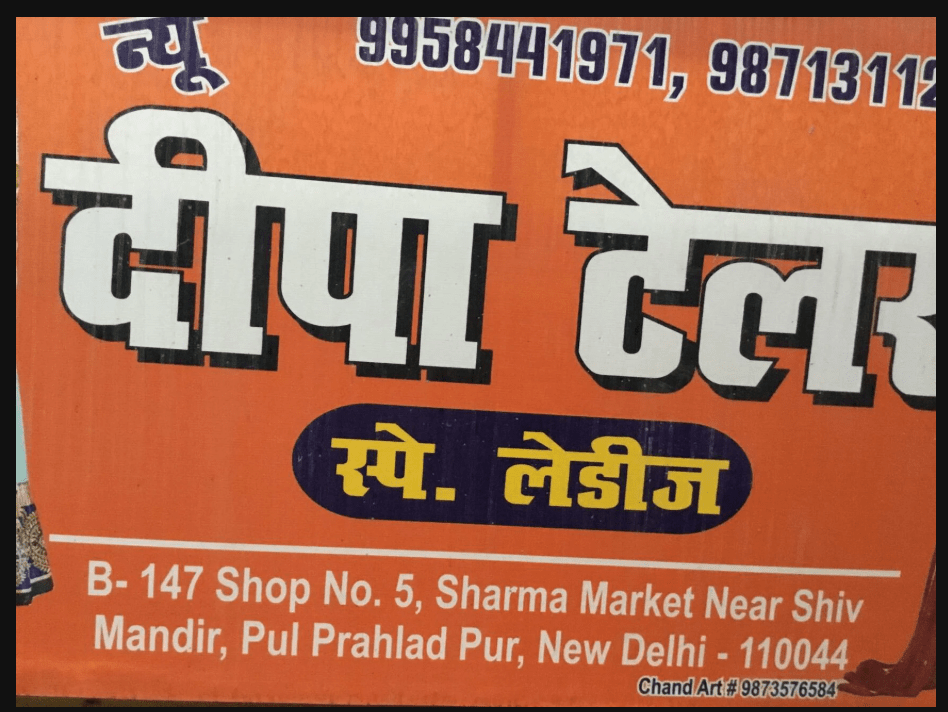 न्यू 9958441971,
दीपा
स्पे. लेडीज
B- 147 Shop No. 5, Sharma Market Near Shiv
Mandir, Pul Prahlad Pur, New Delhi - 110044
Chand Art # 9873576584